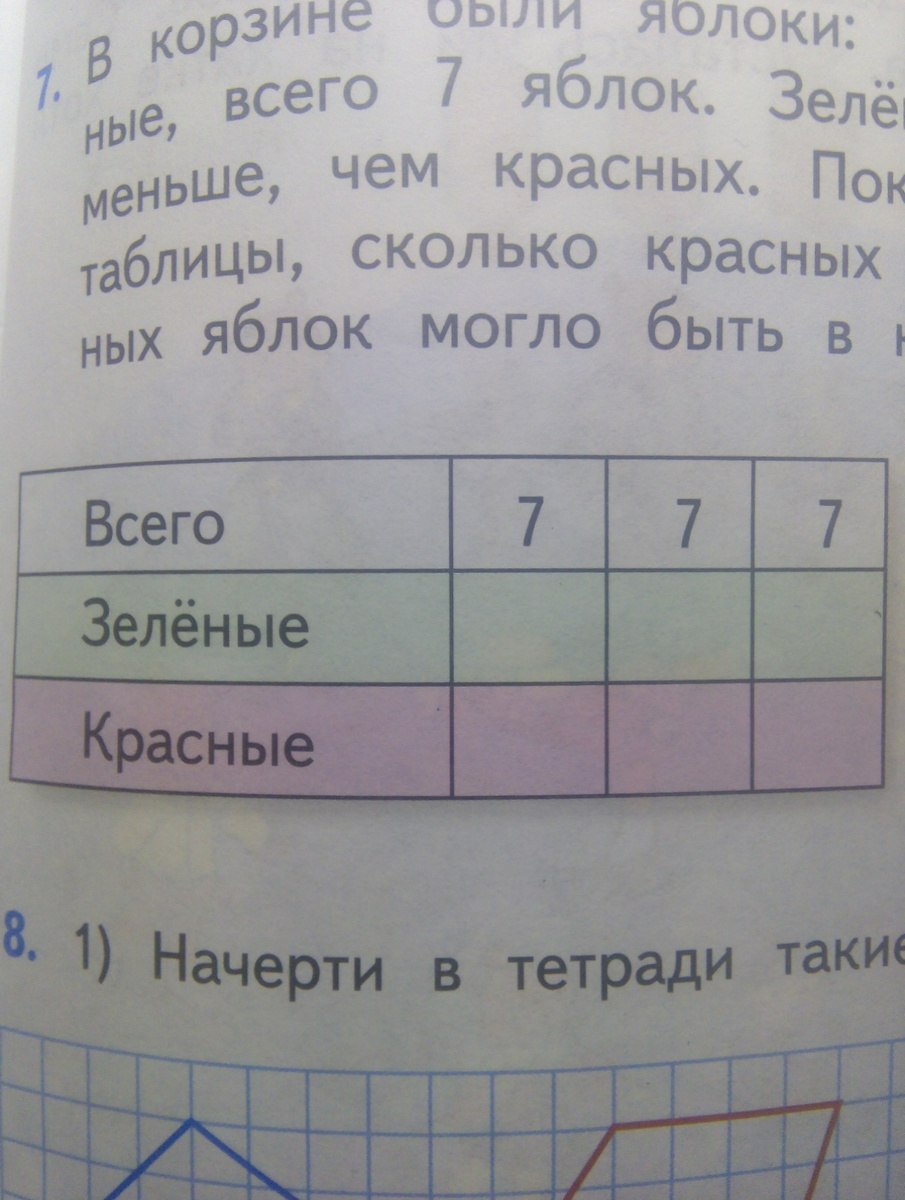 7. В корзине были яблоки:
ные, всего 7 яблок. Зелё
меньше, чем красных. Пок
таблицы, сколько красных
ных яблок могло быть в
Всего 7 7 7
Зелёные
Красные
8. 1) Начерти в тетради такие